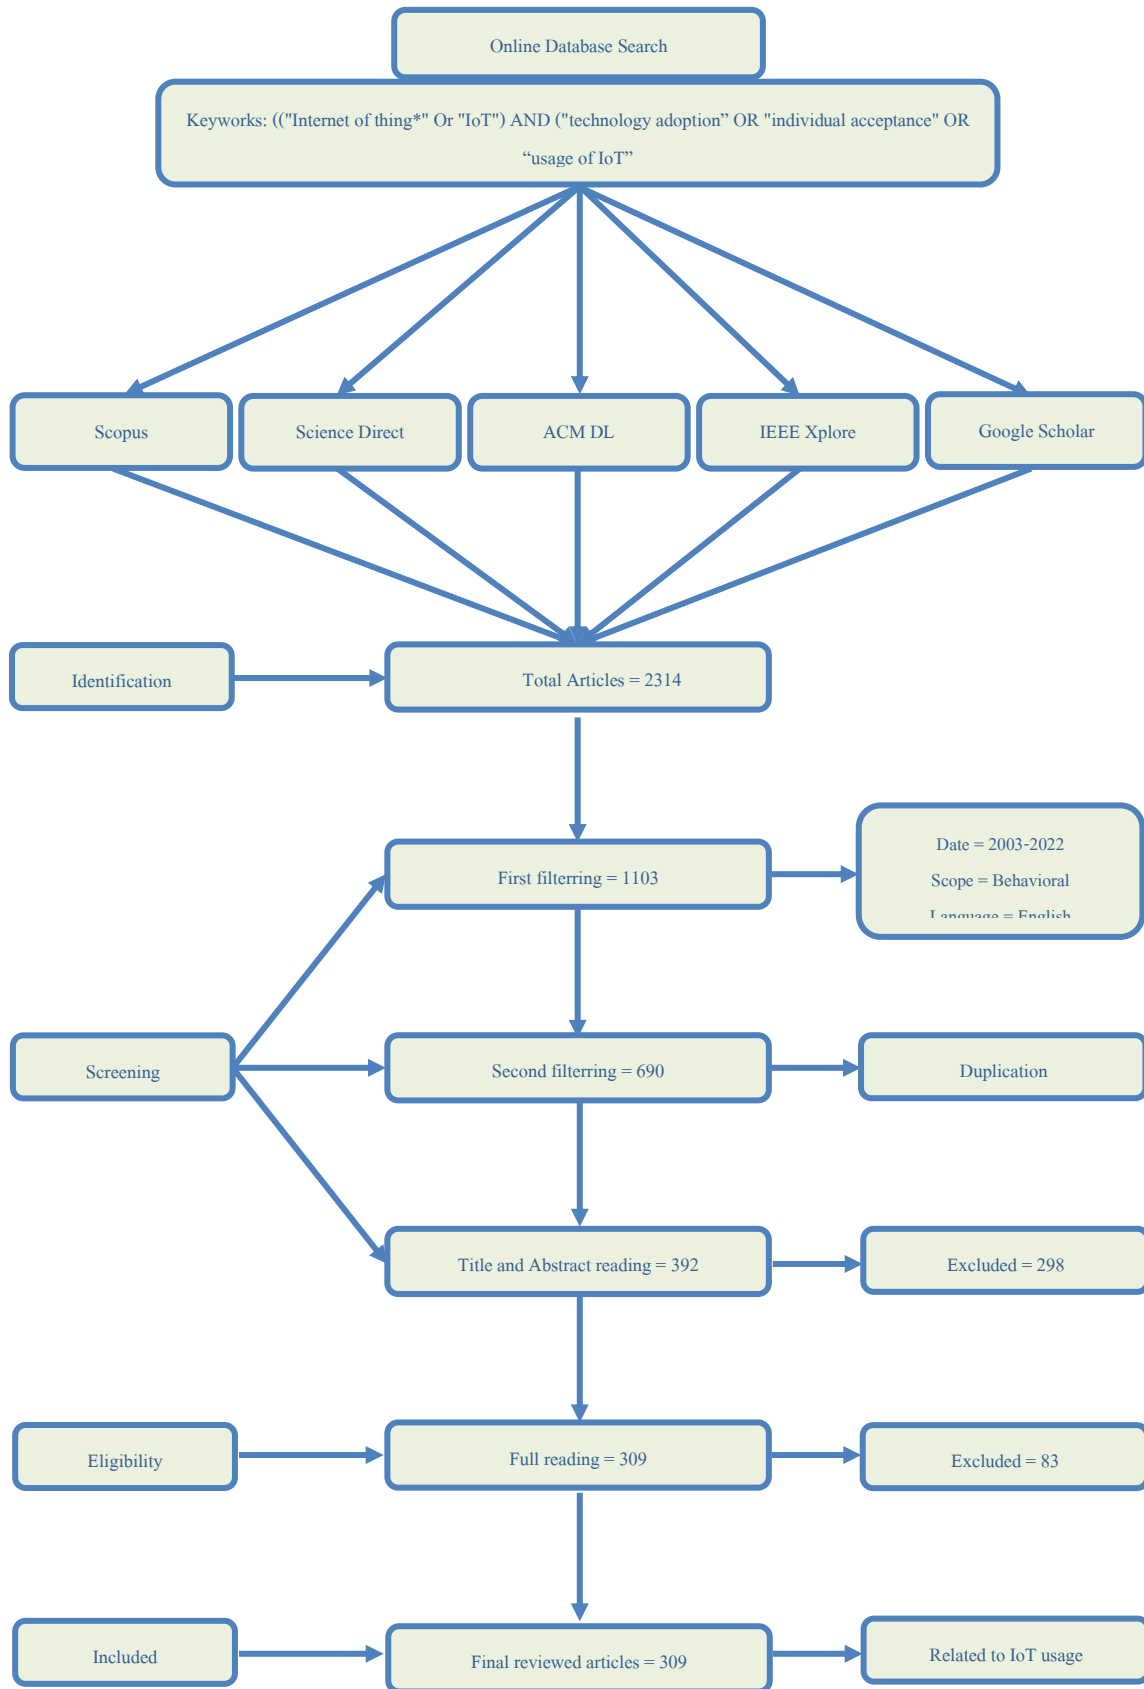 Online Database Search
Keyworks: (("Internet of thing*" Or "IoT") AND ("technology adoption” OR "individual acceptance" OR
“usage of IoT”
Scopus
Science Direct
ACM DL
IEEE Xplore
Google Scholar
Identification
Total Articles = 2314
First filterring = 1103
Date = 2003-2022
Scope = Behavioral
Language = English
Screening
Second filterring = 690
Duplication
Title and Abstract reading = 392
Excluded = 298
Eligibility
Full reading = 309
Excluded = 83
Included
Final reviewed articles = 309
Related to IoT usage